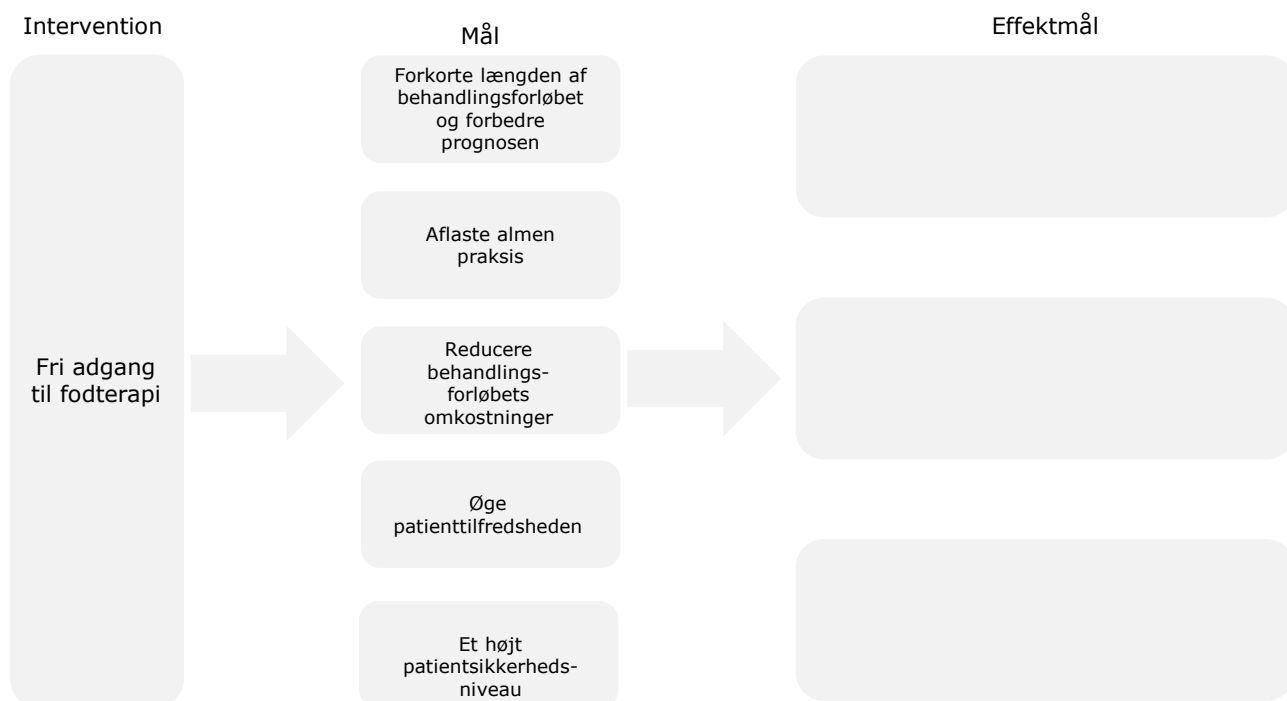 Intervention
Mål
Effektmål
Fri adgang
til fodterapi
Forkorte længden af
behandlingsforløbet
og forbedre
prognosen
Aflaste almen
praksis
Reducere
behandlings-
forløbets
omkostninger
Øge
patienttilfredsheden
Et højt
patientsikkerheds-
niveau